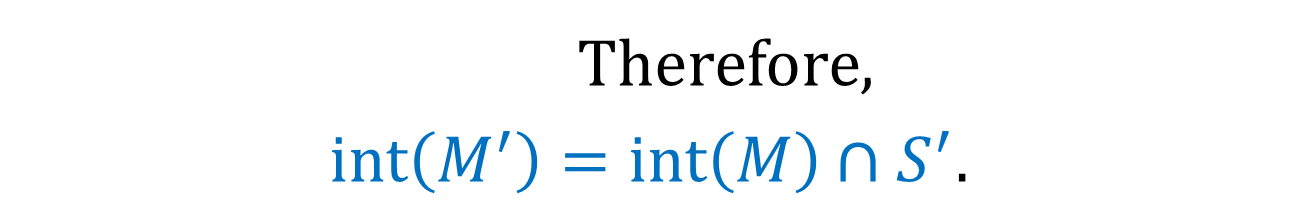 Therefore,
int(M′) = int(M) ∩ S′.